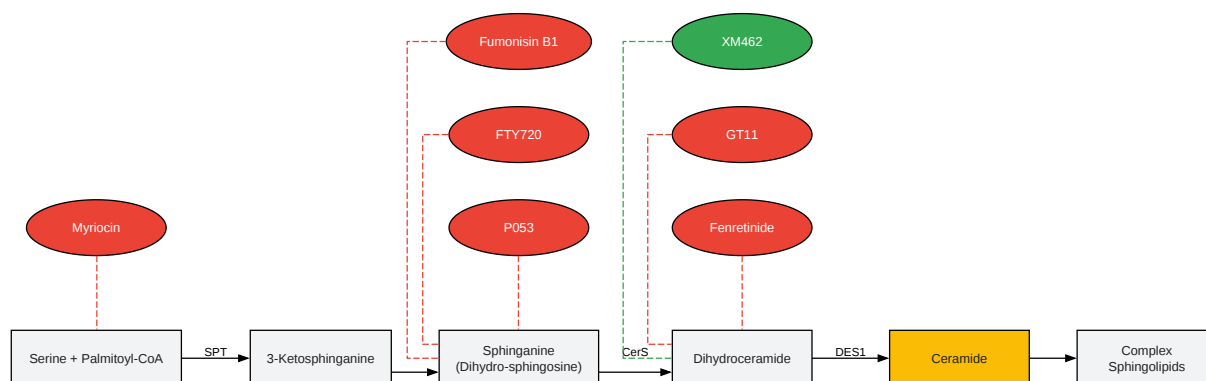 Fumonisin B1
XM462
FTY720
GT11
Myriocin
P053
Fenretinide
Serine + Palmitoyl-CoA
SPT
3-Ketosphinganine
Sphinganine
(Dihydro-sphingosine)
CerS
Dihydroceramide
DES1
Ceramide
Complex
Sphingolipids